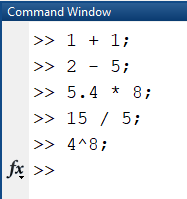 Command Window
>> 1 + 1;
>> 2 - 5;
>> 5.4 * 8;
>> 15 / 5;
>> 4^8;
fx >>